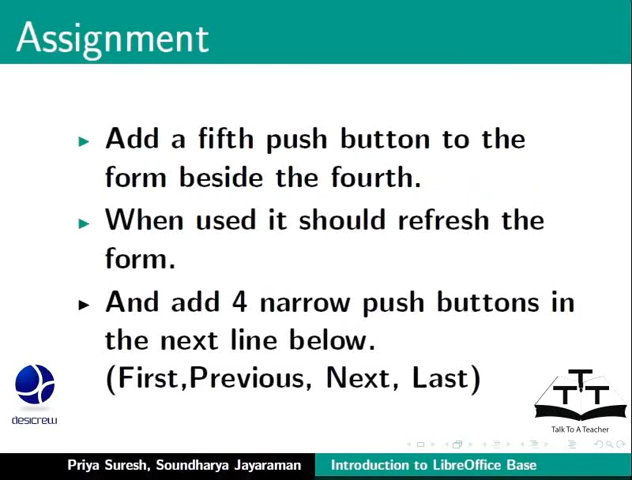 Assignment
Add a fifth push button to the
form beside the fourth.
When used it should refresh the
form.
And add 4 narrow push buttons in
the next line below.
(First,Previous, Next, Last)
desicrew
TTT
Talk To A Teacher
Priya Suresh, Soundharya Jayaraman Introduction to LibreOffice Base